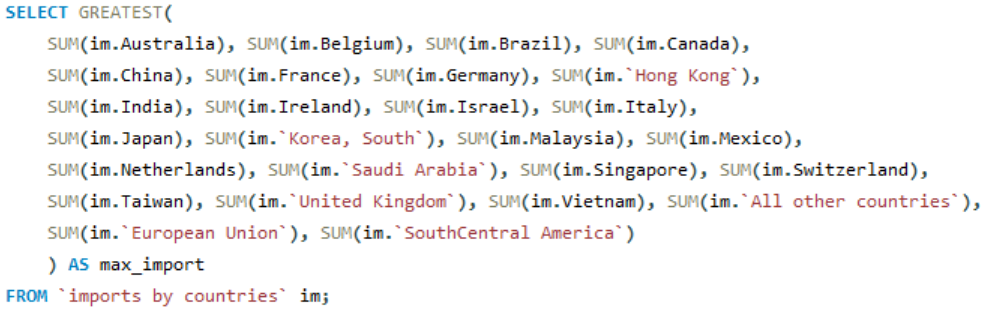 SELECT GREATEST(
    SUM(im.Australia), SUM(im.Belgium), SUM(im.Brazil), SUM(im.Canada),
    SUM(im.China), SUM(im.France), SUM(im.Germany), SUM(im.`Hong Kong`),
    SUM(im.India), SUM(im.Ireland), SUM(im.Israel), SUM(im.Italy),
    SUM(im.Japan), SUM(im.`Korea, South`), SUM(im.Malaysia), SUM(im.Mexico),
    SUM(im.Netherlands), SUM(im.`Saudi Arabia`), SUM(im.Singapore), SUM(im.Switzerland),
    SUM(im.Taiwan), SUM(im.`United Kingdom`), SUM(im.Vietnam), SUM(im.`All other countries`),
    SUM(im.`European Union`), SUM(im.`SouthCentral America`)
    ) AS max_import
FROM `imports by countries` im;